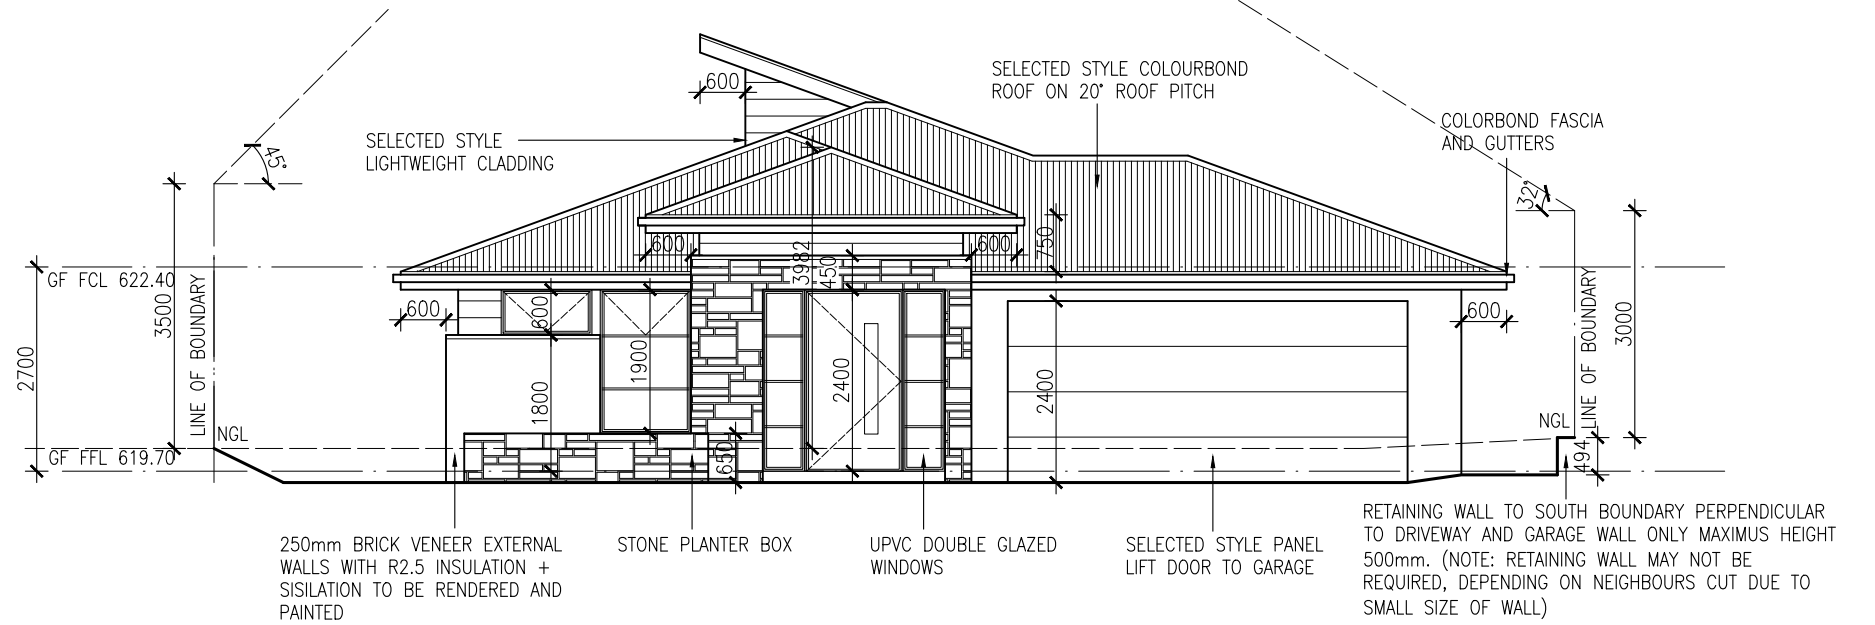 SELECTED STYLE COLOURBOND
ROOF ON 20° ROOF PITCH
600
COLORBOND FASCIA
AND GUTTERS
SELECTED STYLE
LIGHTWEIGHT CLADDING
45°
32°
600
600
750
3982
450
GF FCL 622.40
3500
LINE OF BOUNDARY
2700
600
600
1900
1800
2400
2400
600
LINE OF BOUNDARY
3000
NGL
NGL
GF FFL 619.70
650
494
250mm BRICK VENEER EXTERNAL
WALLS WITH R2.5 INSULATION +
SISILATION TO BE RENDERED AND
PAINTED
STONE PLANTER BOX
UPVC DOUBLE GLAZED
WINDOWS
SELECTED STYLE PANEL
LIFT DOOR TO GARAGE
RETAINING WALL TO SOUTH BOUNDARY PERPENDICULAR
TO DRIVEWAY AND GARAGE WALL ONLY MAXIMUS HEIGHT
500mm. (NOTE: RETAINING WALL MAY NOT BE
REQUIRED, DEPENDING ON NEIGHBOURS CUT DUE TO
SMALL SIZE OF WALL)